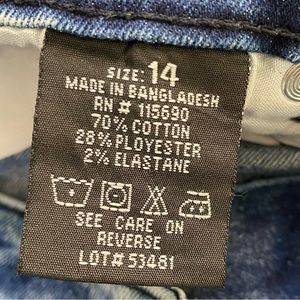 SIZE: 14
MADE IN BANGLADESH
RN # 115690
70% COTTON
28% PLOYESTER
2% ELASTANE
SEE CARE ON
REVERSE
LOT# 53481